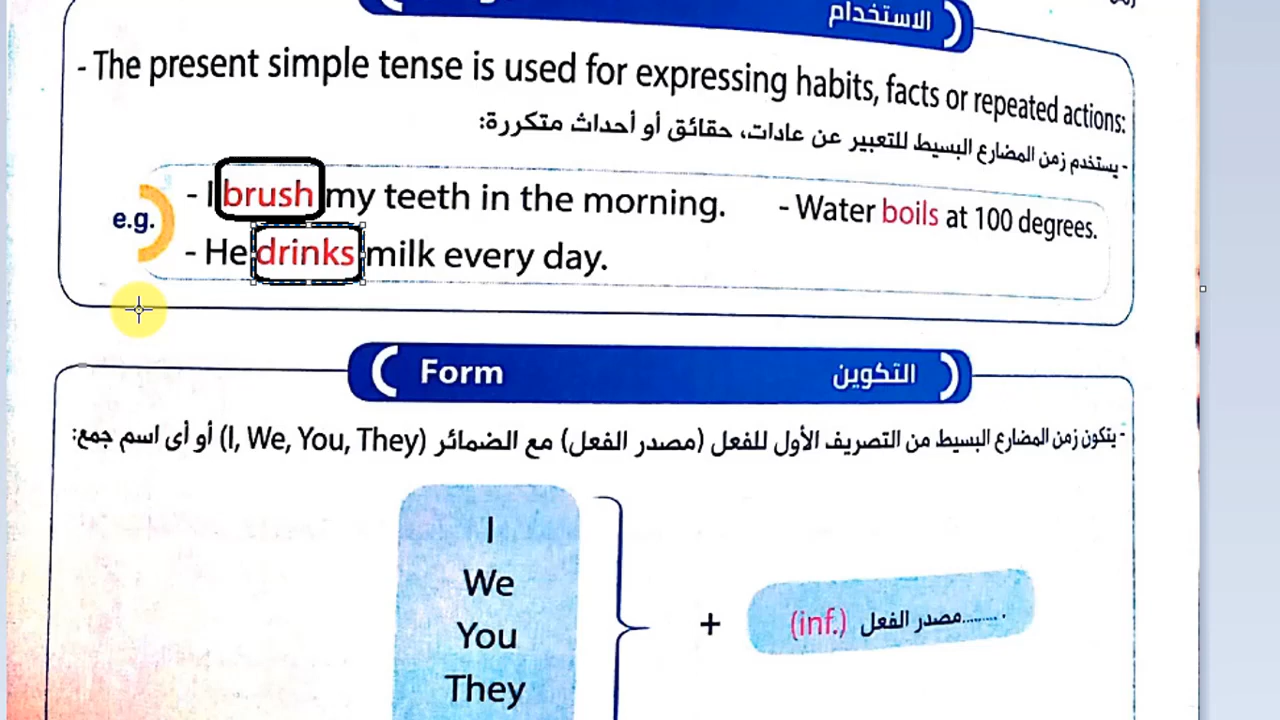 الاستخدام
- The present simple tense is used for expressing habits, facts or repeated actions:
- يستخدم زمن المضارع البسيط للتعبير عن عادات، حقائق أو أحداث متكررة:
e.g.
- I brush my teeth in the morning. - Water boils at 100 degrees.
- He drinks milk every day.
Form التكوين
- يتكون زمن المضارع البسيط من التصريف الأول للفعل (مصدر الفعل) مع الضمائر (I, We, You, They) أو أى اسم جمع:
I
We
You
They
+
(inf.) مصدر الفعل..........